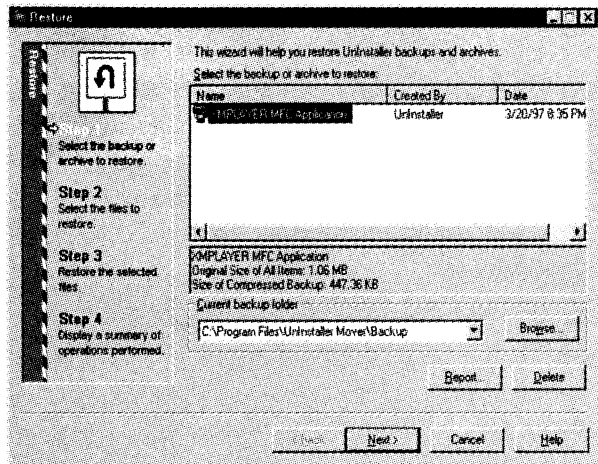 Restore
Restore
This wizard will help you restore UnInstaller backups and archives.
Select the backup or archive to restore:
Name
Created By
Date
XMPLAYER MFC Application
UnInstaller
3/20/97 6:35 PM
Step 1
Select the backup or
archive to restore.
Step 2
Select the files to
restore.
Step 3
Restore the selected
files.
Step 4
Display a summary of
operations performed.
XMPLAYER MFC Application
Original Size of All Items: 1.06 MB
Size of Compressed Backup: 447.36 KB
Current backup folder
C:\Program Files\UnInstaller Mover\Backup
Browse...
Report...
Delete
< Back
Next >
Cancel
Help